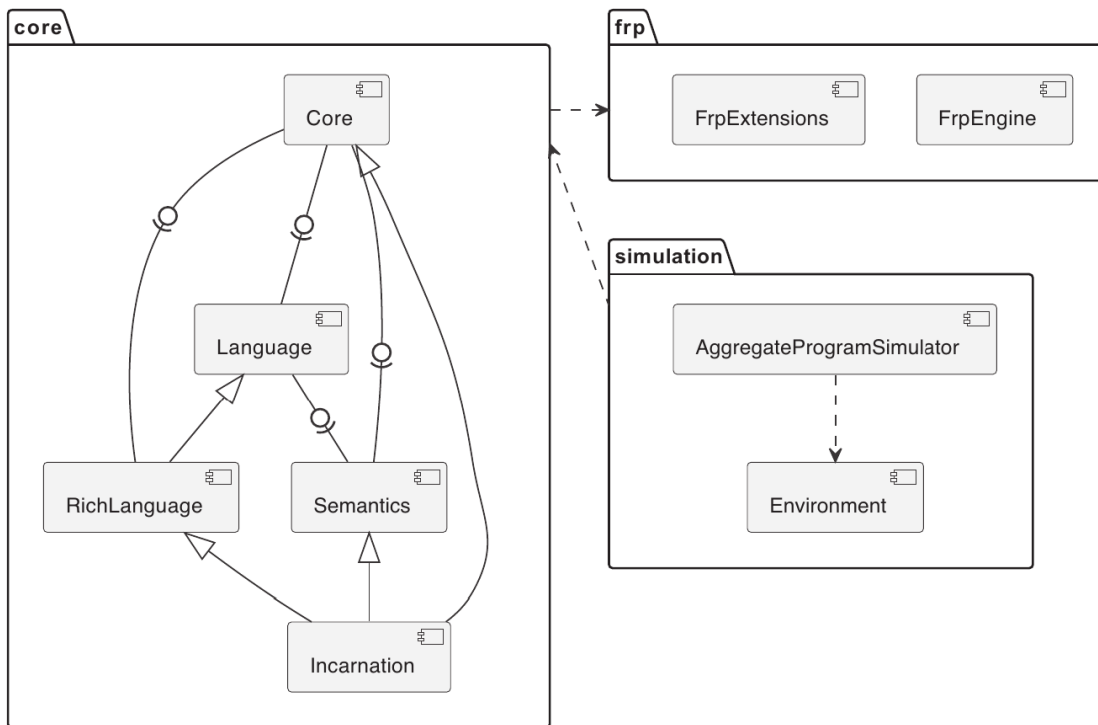 core
Core
Language
RichLanguage
Semantics
Incarnation
frp
FrpExtensions
FrpEngine
simulation
AggregateProgramSimulator
Environment